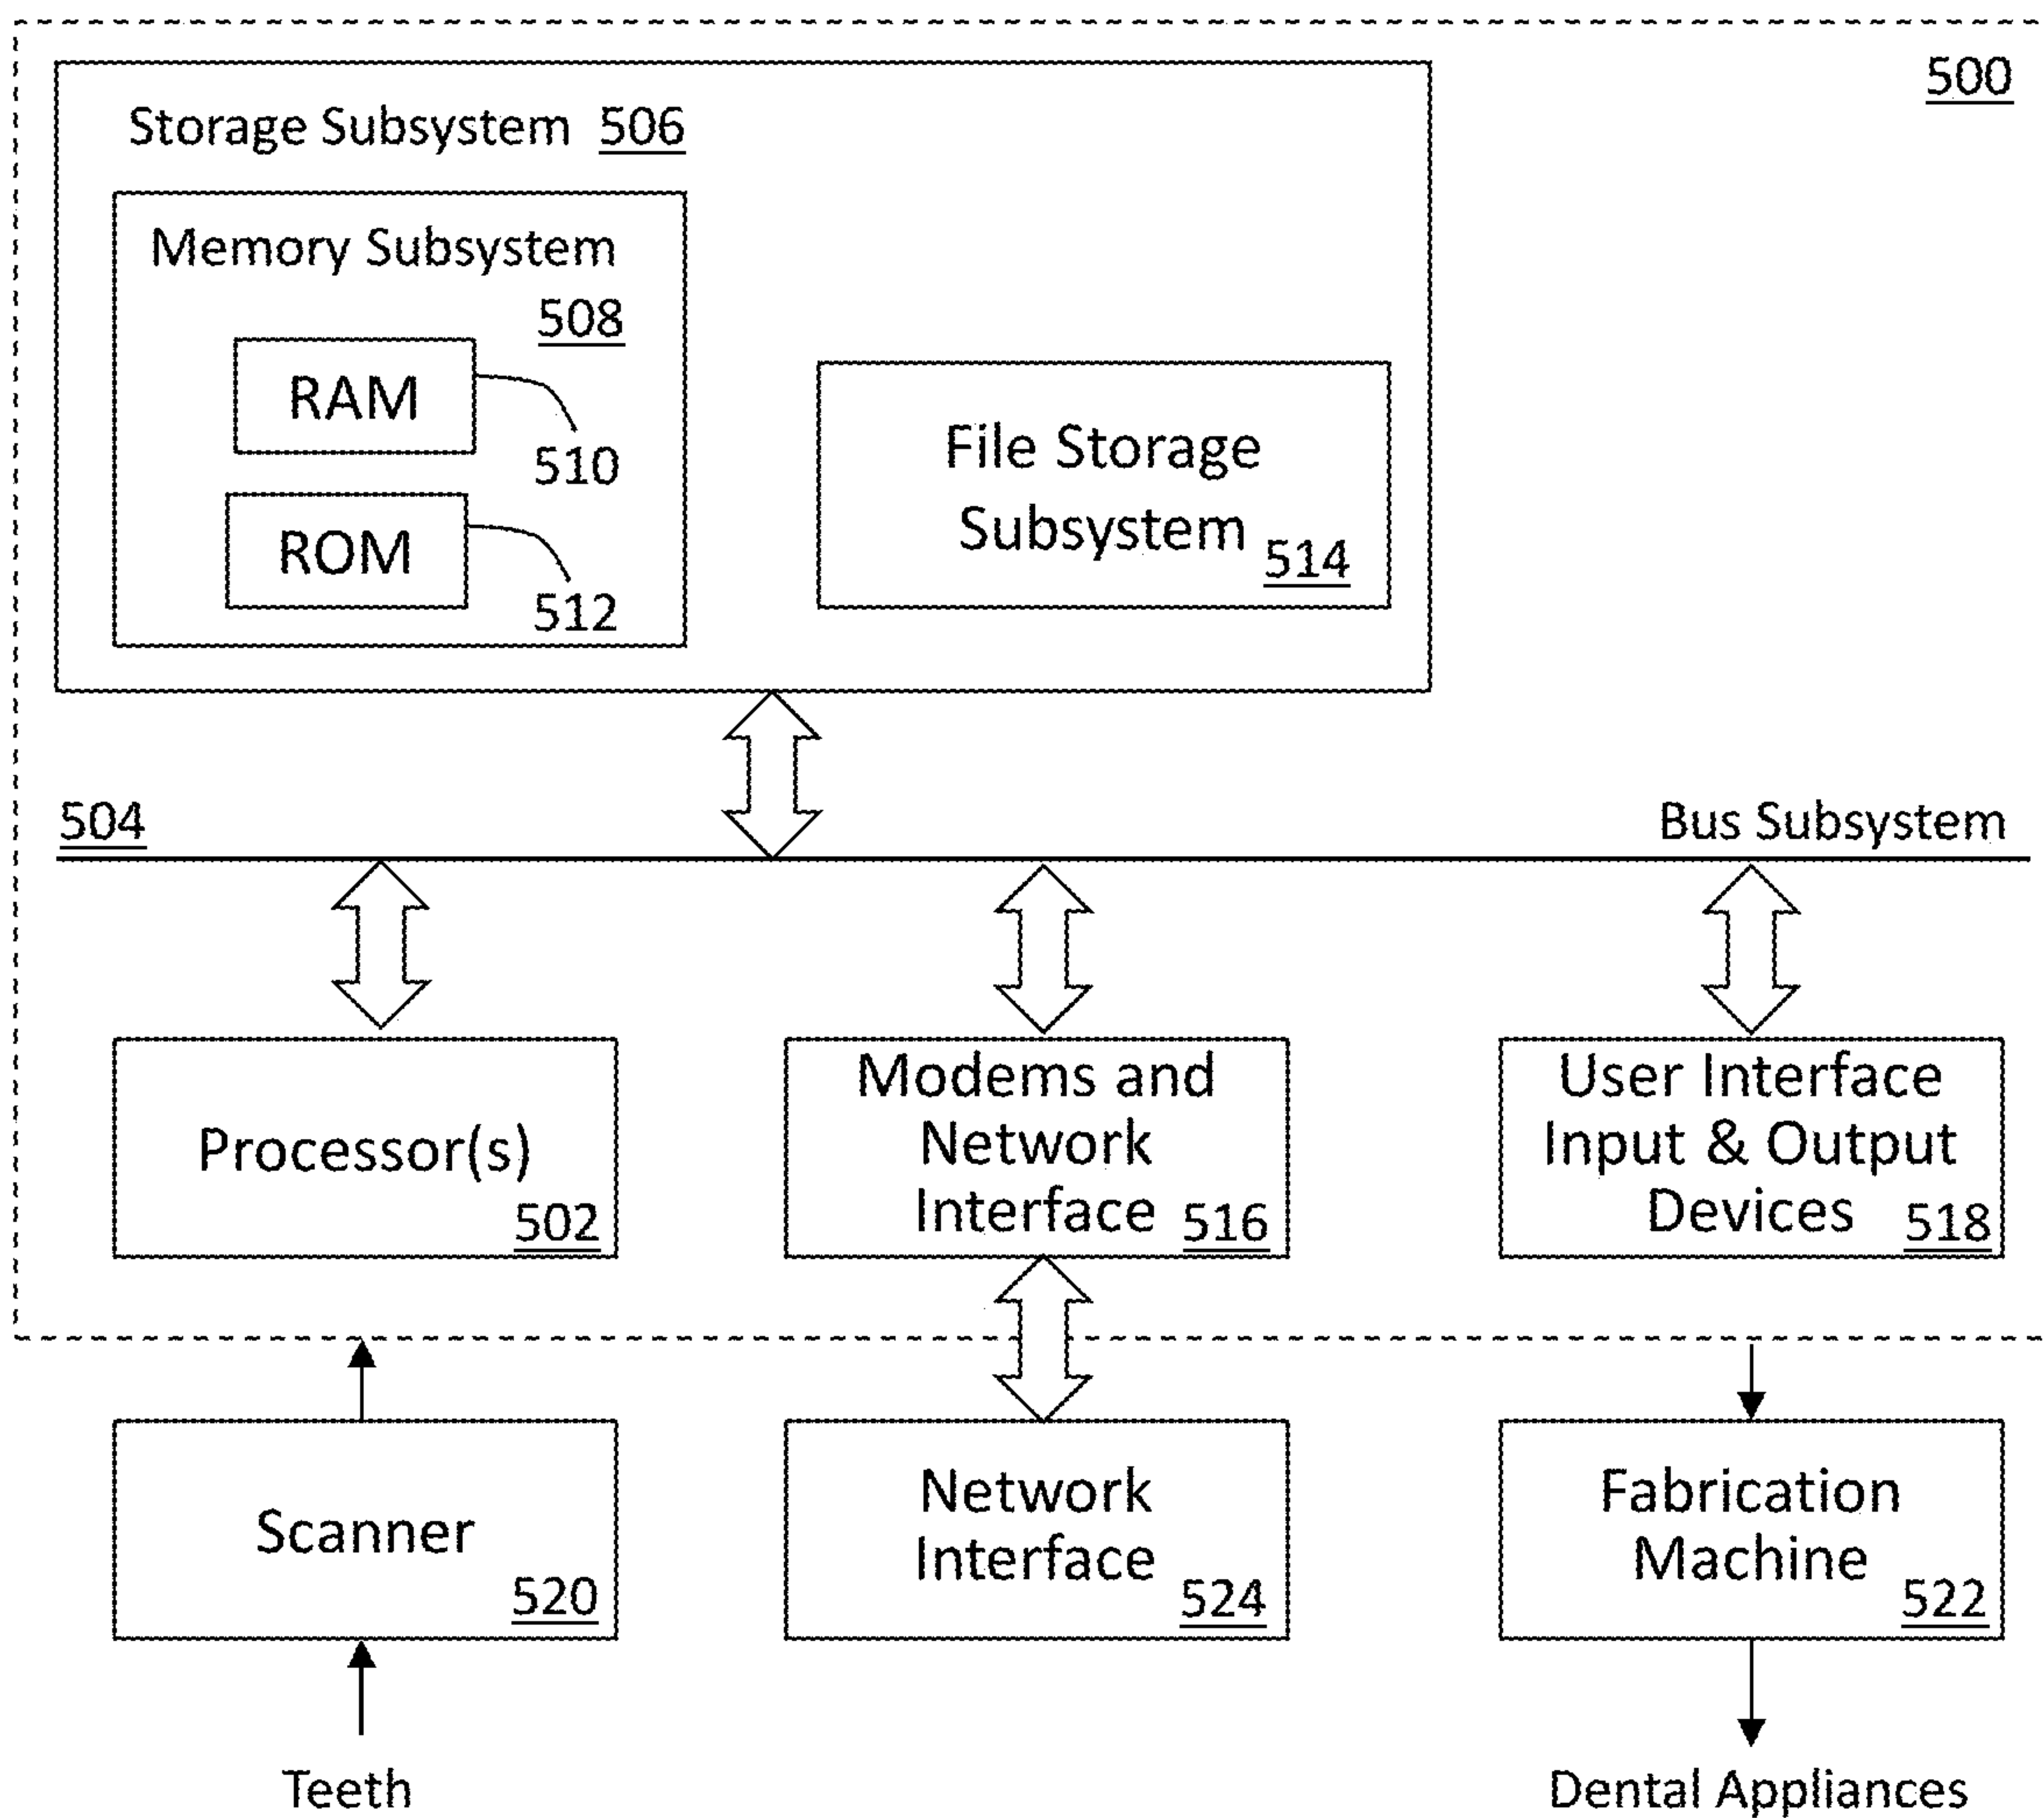 500
Storage Subsystem 506
Memory Subsystem
508
RAM
510
ROM
512
File Storage
Subsystem
514
504
Bus Subsystem
Processor(s)
502
Modems and
Network
Interface 516
User Interface
Input & Output
Devices 518
Scanner
520
Network
Interface
524
Fabrication
Machine
522
Teeth
Dental Appliances